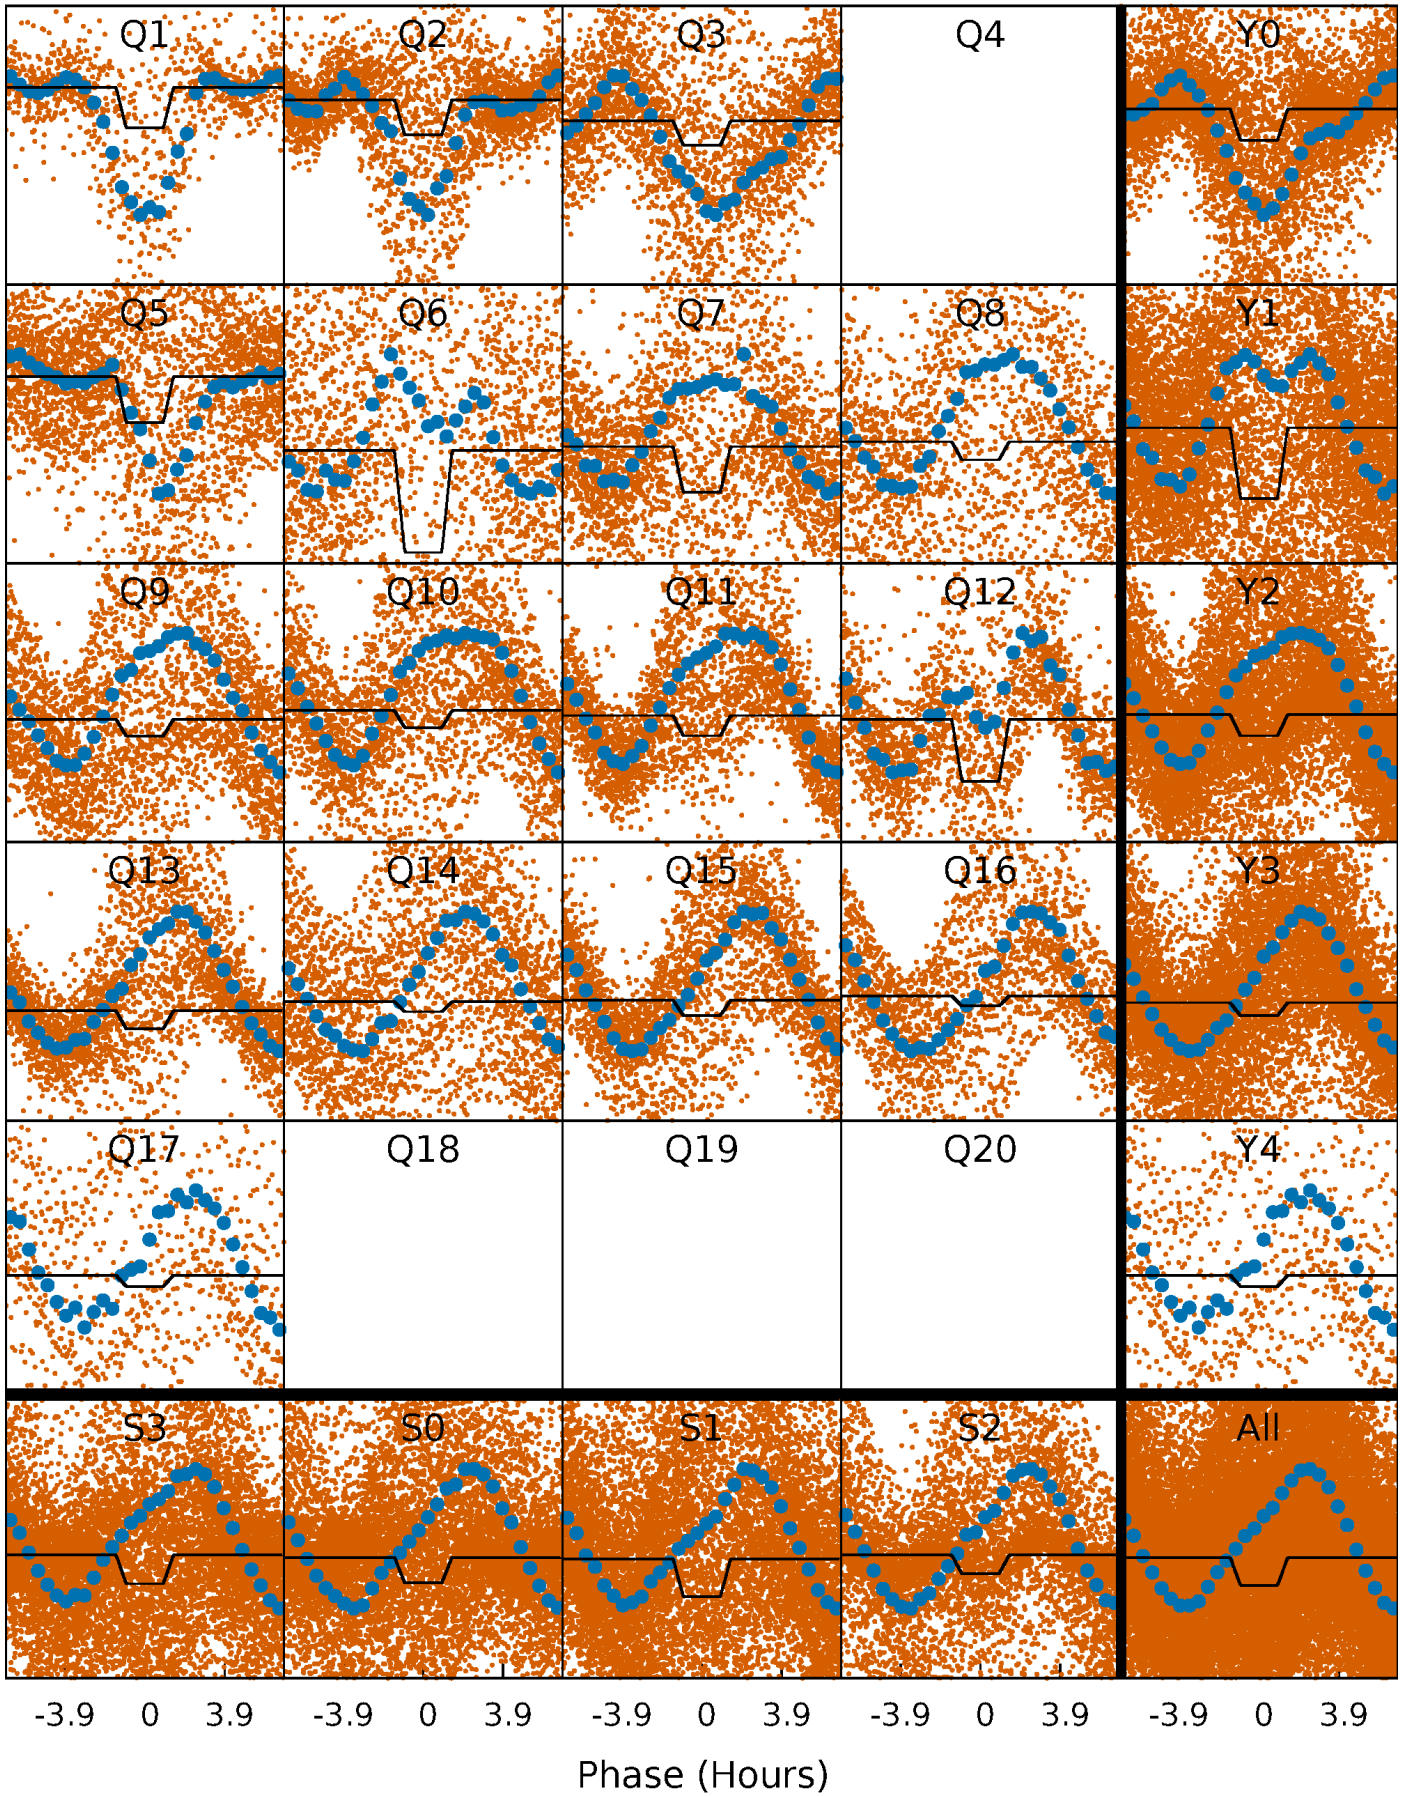 Q1 Q2 Q3 Q4 Y0
Q5 Q6 Q7 Q8 Y1
Q9 Q10 Q11 Q12 Y2
Q13 Q14 Q15 Q16 Y3
Q17 Q18 Q19 Q20 Y4
S3 S0 S1 S2 All
-3.9 0 3.9 -3.9 0 3.9 -3.9 0 3.9 -3.9 0 3.9 -3.9 0 3.9
Phase (Hours)